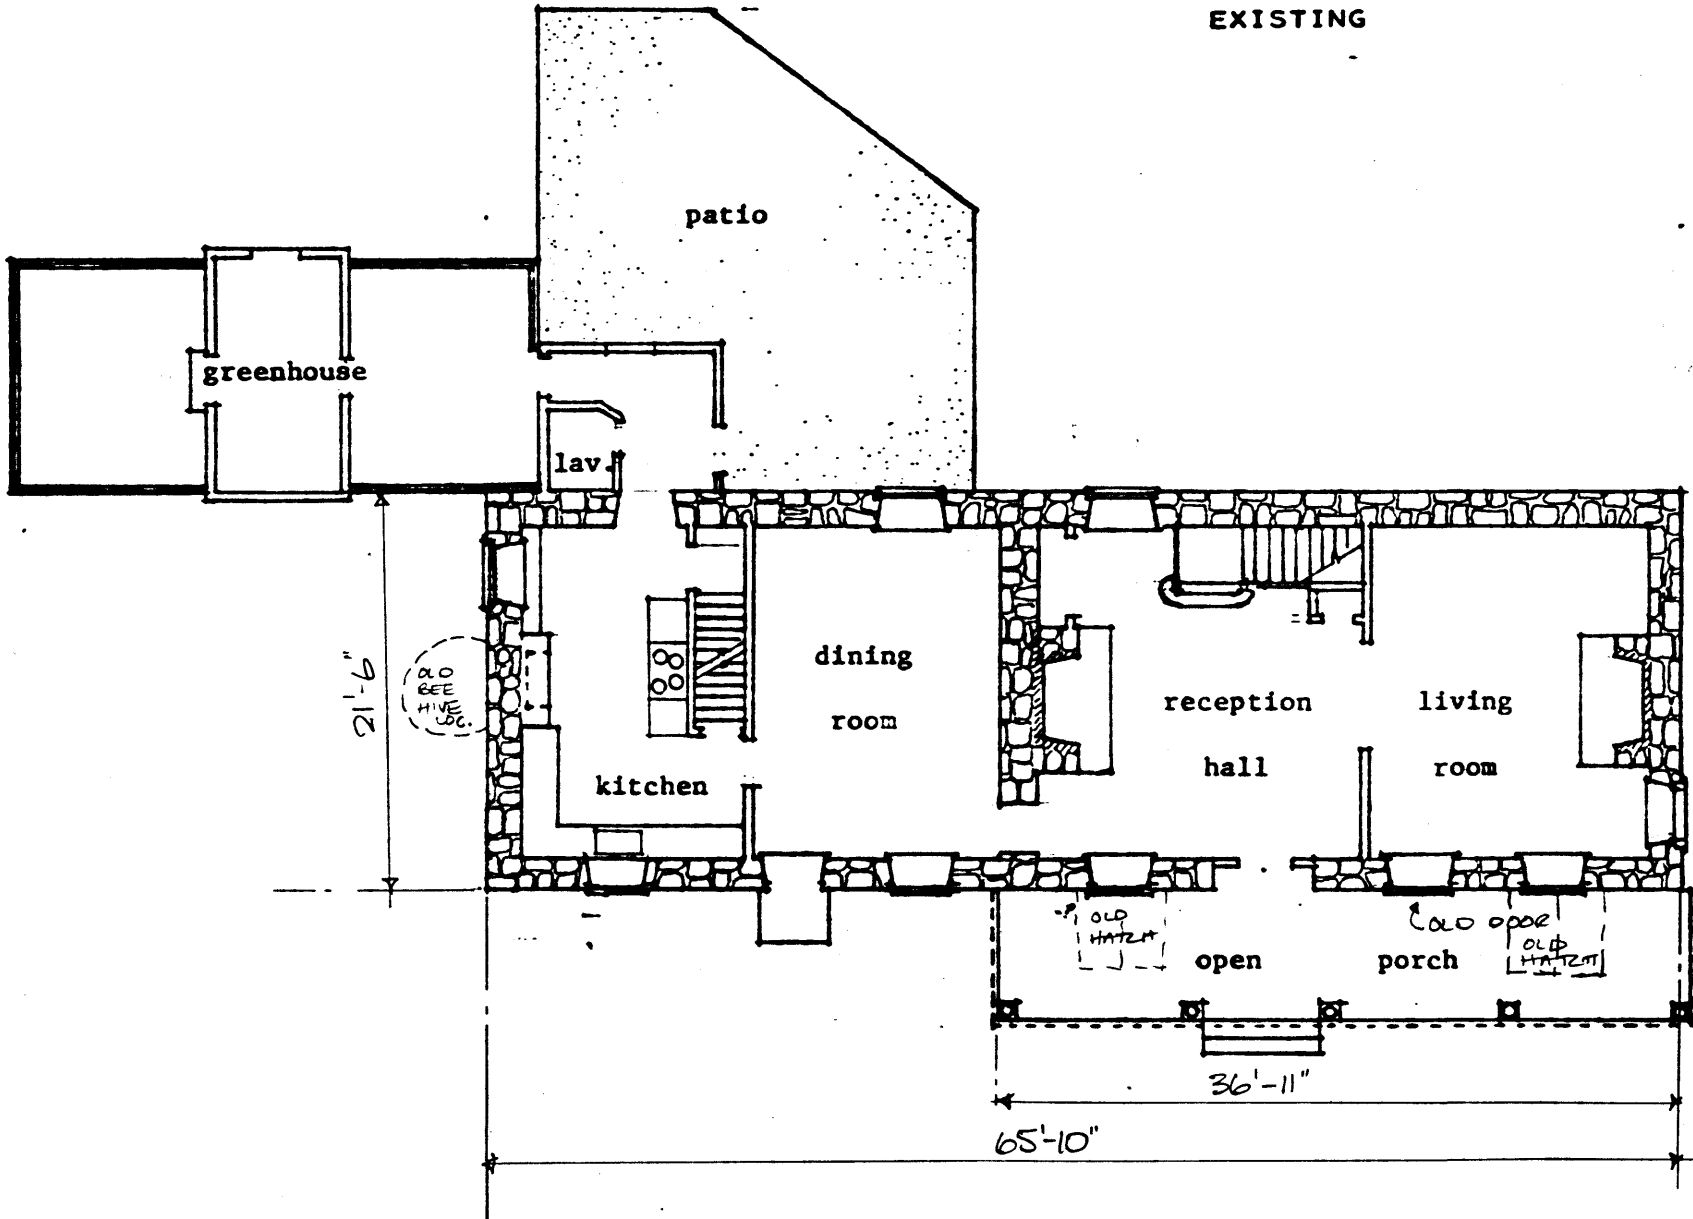 EXISTING
patio
greenhouse
lav.
dining
room
reception
hall
living
room
kitchen
OLD
BEE
HIVE
LOC.
21'-6"
OLD
HATCH
OLD DOOR
OLD
HATCH
open porch
36'-11"
65'-10"